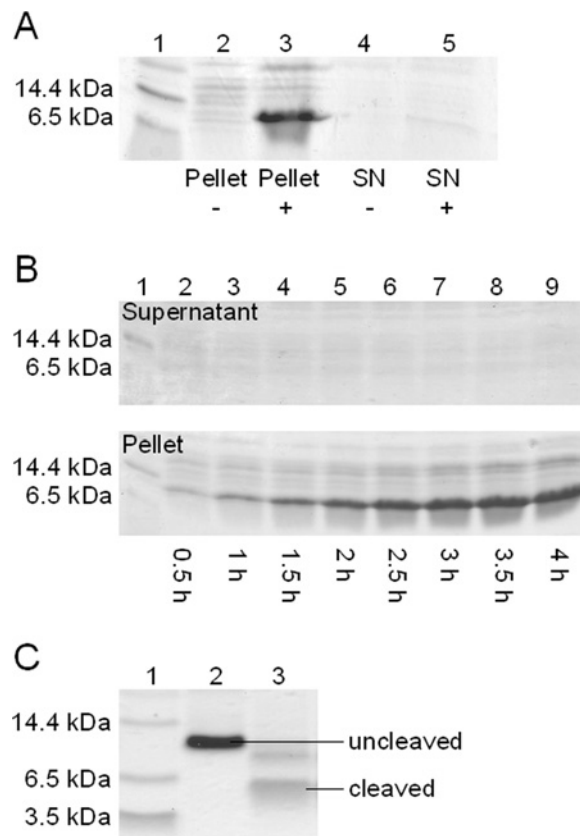 A
1 2 3 4 5
14.4 kDa
6.5 kDa
Pellet Pellet SN SN
- + - +
B
1 2 3 4 5 6 7 8 9
Supernatant
14.4 kDa
6.5 kDa
Pellet
14.4 kDa
6.5 kDa
0.5 h 1 h 1.5 h 2 h 2.5 h 3 h 3.5 h 4 h
C
1 2 3
14.4 kDa
uncleaved
6.5 kDa
cleaved
3.5 kDa